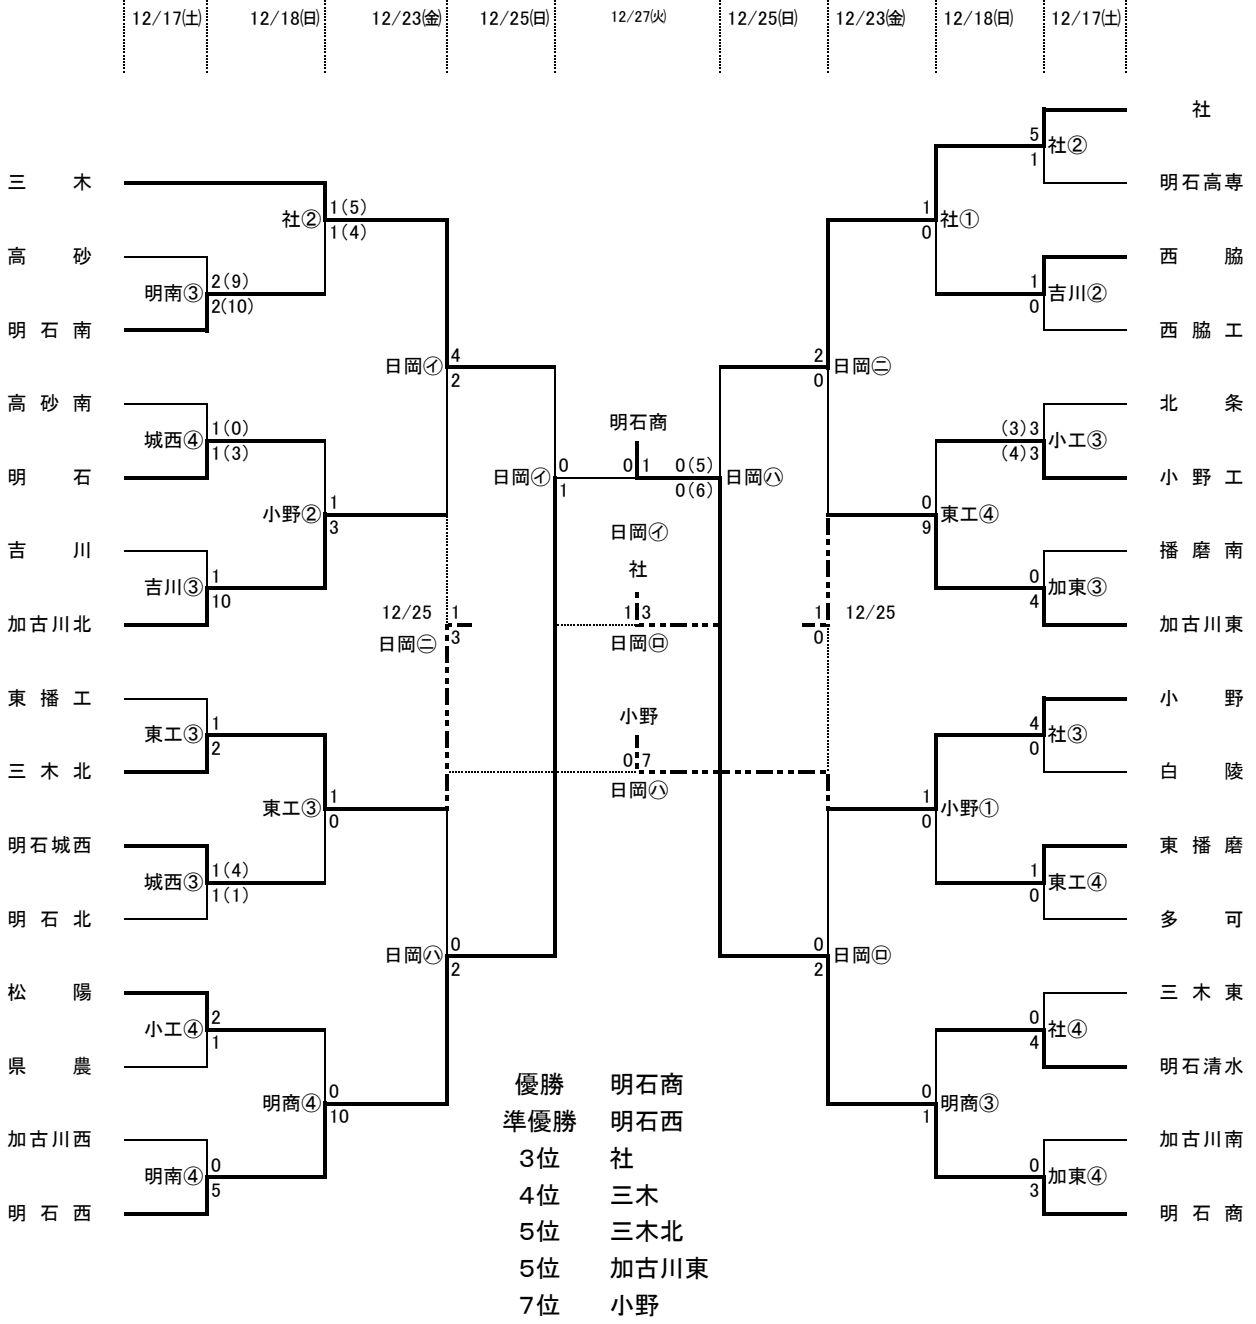 12/17㈯ 12/18㈰ 12/23㈮ 12/25㈰ 12/27㈫ 12/25㈰ 12/23㈮ 12/18㈰ 12/17㈯
社
5
社②
1
三木
明石高専
1(5)
社②
1(4)
1
社①
0
高砂
西脇
2(9)
明南③
2(10)
1
吉川②
0
明石南
西脇工
4
日岡㋑
2
2
日岡㊁
0
高砂南
北条
明石商
1(0)
城西④
1(3)
(3)3
小工③
(4)3
明石
小野工
0
日岡㋑
1
0 1
0(5)
日岡㋩
0(6)
1
小野②
3
0
東工④
9
日岡㋑
吉川
播磨南
社
1
吉川③
10
0
加東③
4
加古川北
加古川東
12/25 1
日岡㊁ 3
1 3
日岡㋺
1 12/25
0
東播工
小野
小野
1
東工③
2
4
社③
0
三木北
白陵
0 7
日岡㋩
1
東工③
0
1
小野①
0
明石城西
東播磨
1(4)
城西③
1(1)
1
東工④
0
明石北
多可
0
日岡㋩
2
0
日岡㋺
2
松陽
三木東
2
小工④
1
0
社④
4
県農
明石清水
0
明商④
10
0
明商③
1
加古川西
加古川南
0
明南④
5
0
加東④
3
明石西
明石商
優勝 明石商
準優勝 明石西
3位 社
4位 三木
5位 三木北
5位 加古川東
7位 小野